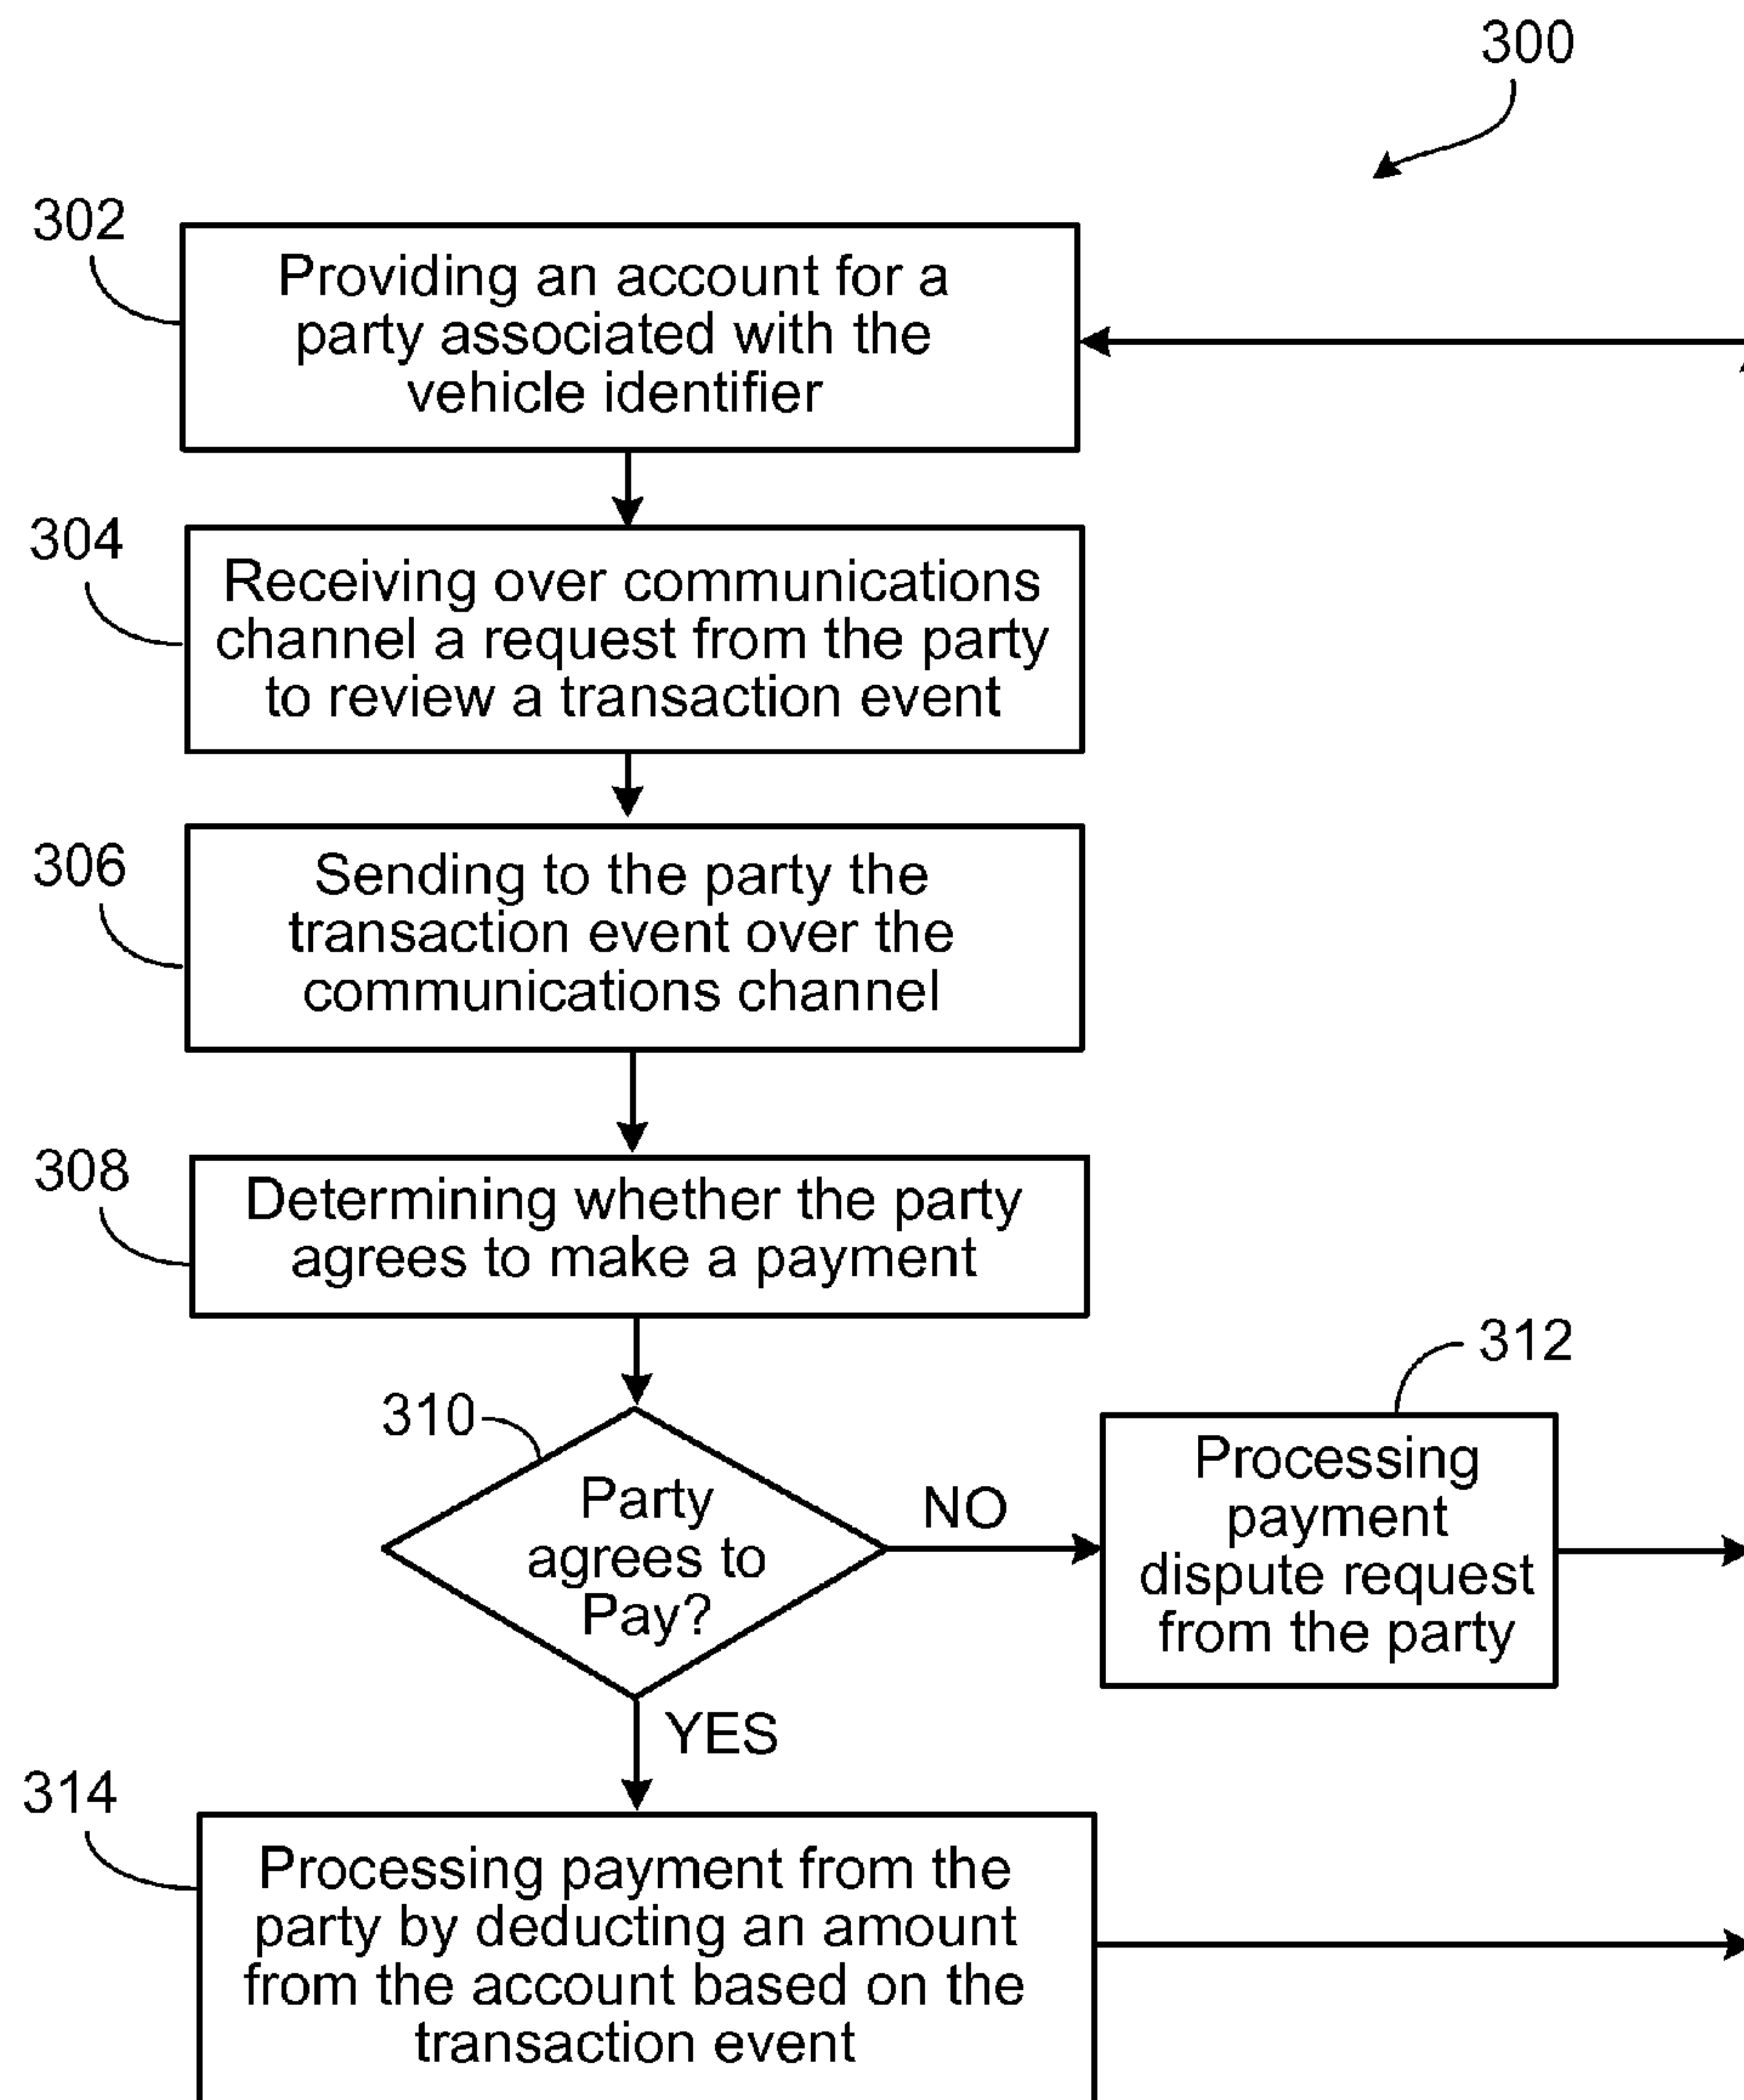 300
302
Providing an account for a
party associated with the
vehicle identifier
304
Receiving over communications
channel a request from the party
to review a transaction event
306
Sending to the party the
transaction event over the
communications channel
308
Determining whether the party
agrees to make a payment
310
Party
agrees to
Pay?
NO
312
Processing
payment
dispute request
from the party
YES
314
Processing payment from the
party by deducting an amount
from the account based on the
transaction event